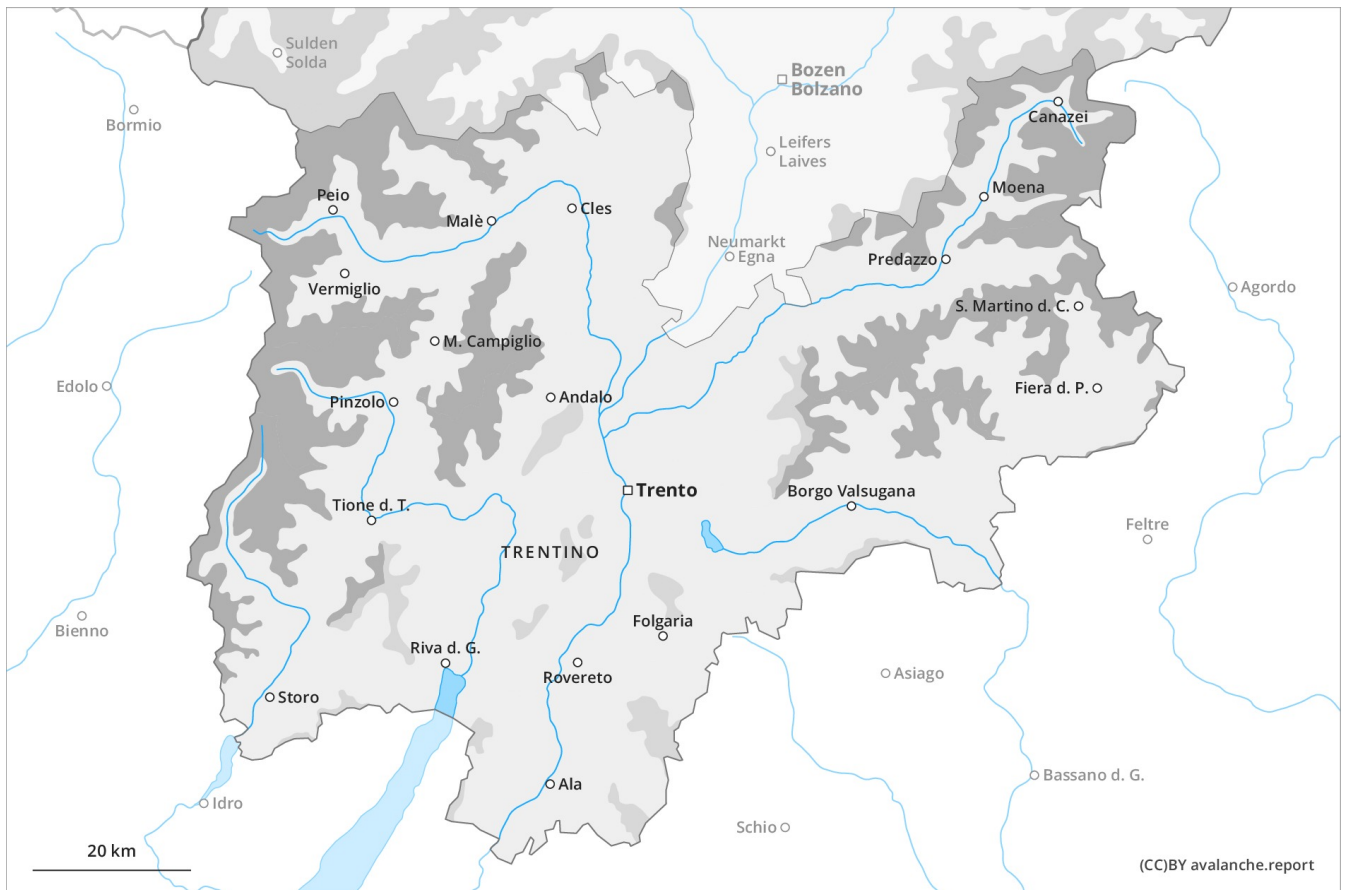 Sulden
Solda
Bozen
Bolzano
Bormio
Canazei
Leifers
Laives
Peio
Moena
Malè
Cles
Neumarkt
Egna
Predazzo
Vermiglio
Agordo
S. Martino d. C.
M. Campiglio
Edolo
Fiera d. P.
Pinzolo
Andalo
Trento
Borgo Valsugana
Tione d. T.
Feltre
TRENTINO
Bienno
Folgaria
Riva d. G.
Asiago
Rovereto
Storo
Bassano d. G.
Ala
Idro
Schio
20 km
(CC)BY avalanche.report